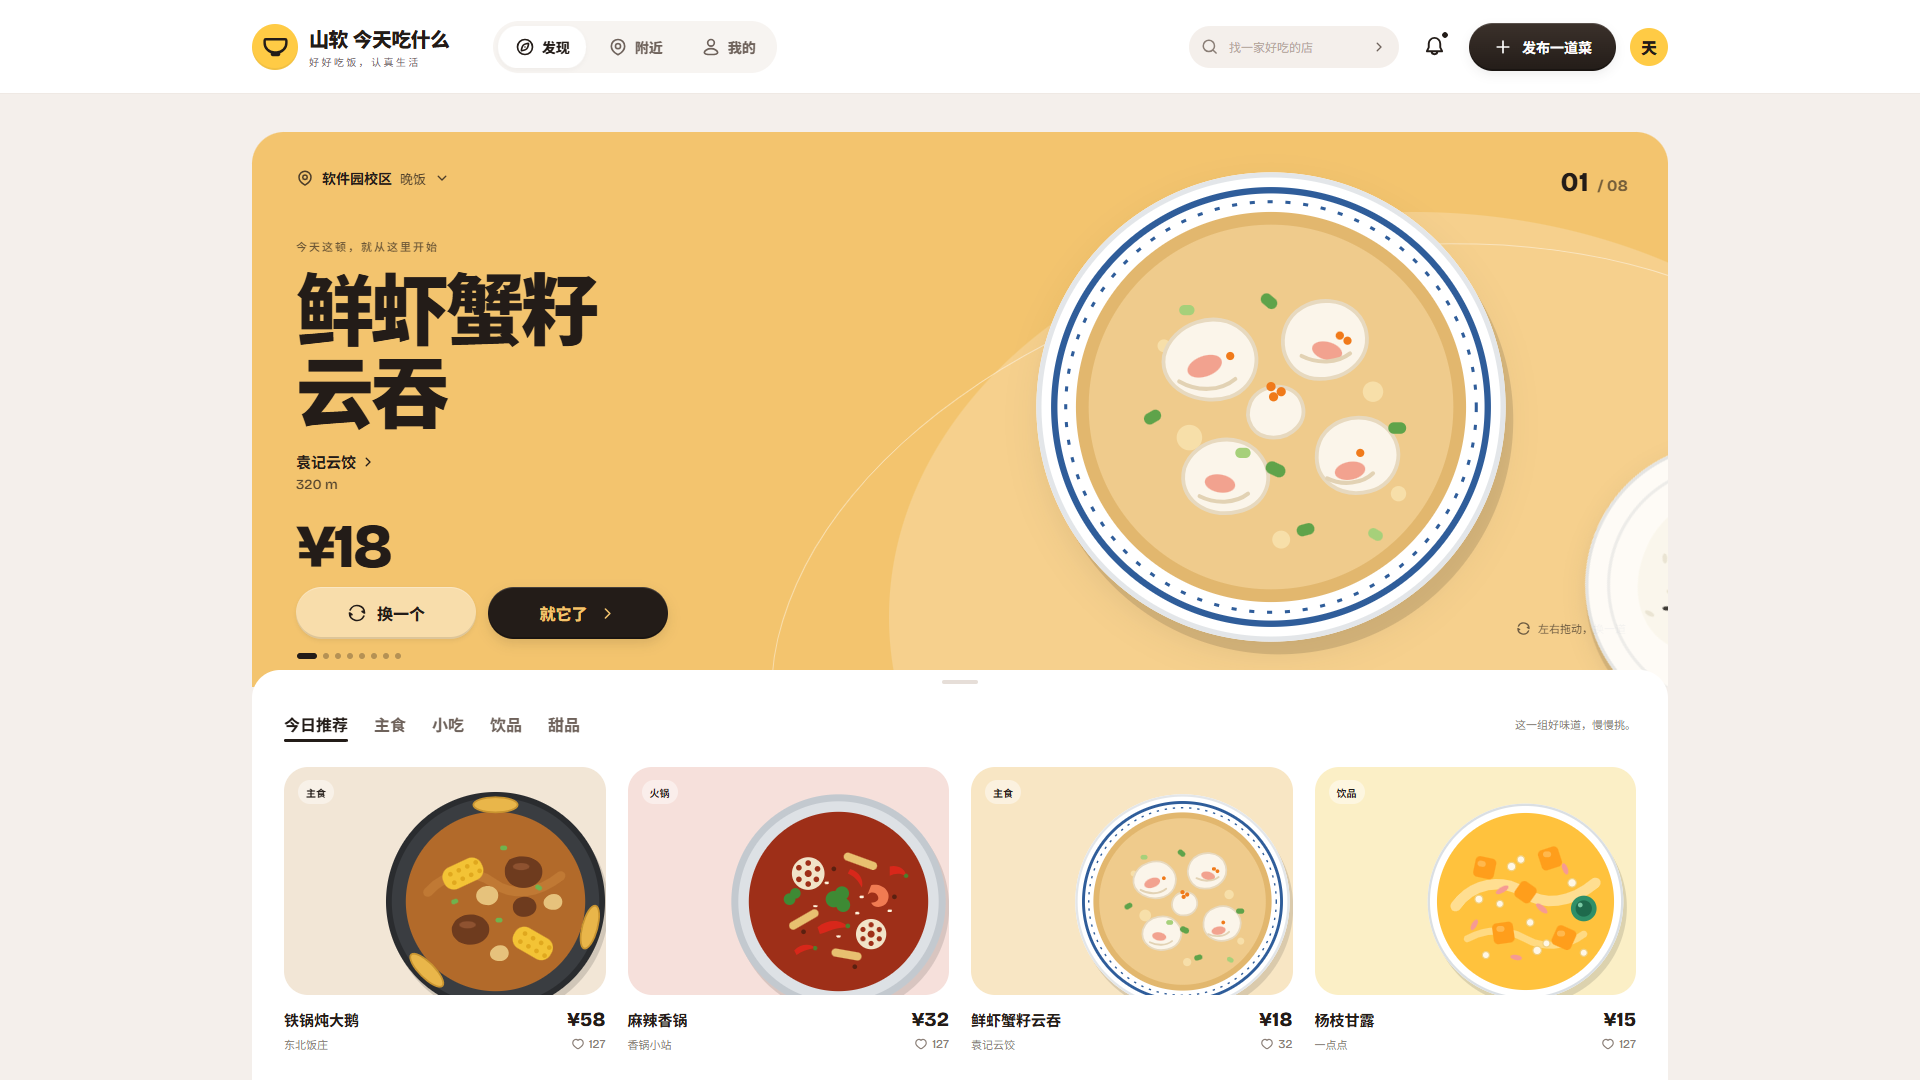 山软 今天吃什么
好好吃饭，认真生活
发现
附近
我的
找一家好吃的店
发布一道菜
天
软件园校区 晚饭
01 / 08
今天这顿，就从这里开始
鲜虾蟹籽
云吞
袁记云饺
320 m
¥18
换一个
就它了
左右拖动，
今日推荐
主食
小吃
饮品
甜品
这一组好味道，慢慢挑。
主食
火锅
主食
饮品
铁锅炖大鹅
¥58
东北饭庄
127
麻辣香锅
¥32
香锅小站
127
鲜虾蟹籽云吞
¥18
袁记云饺
32
杨枝甘露
¥15
一点点
127